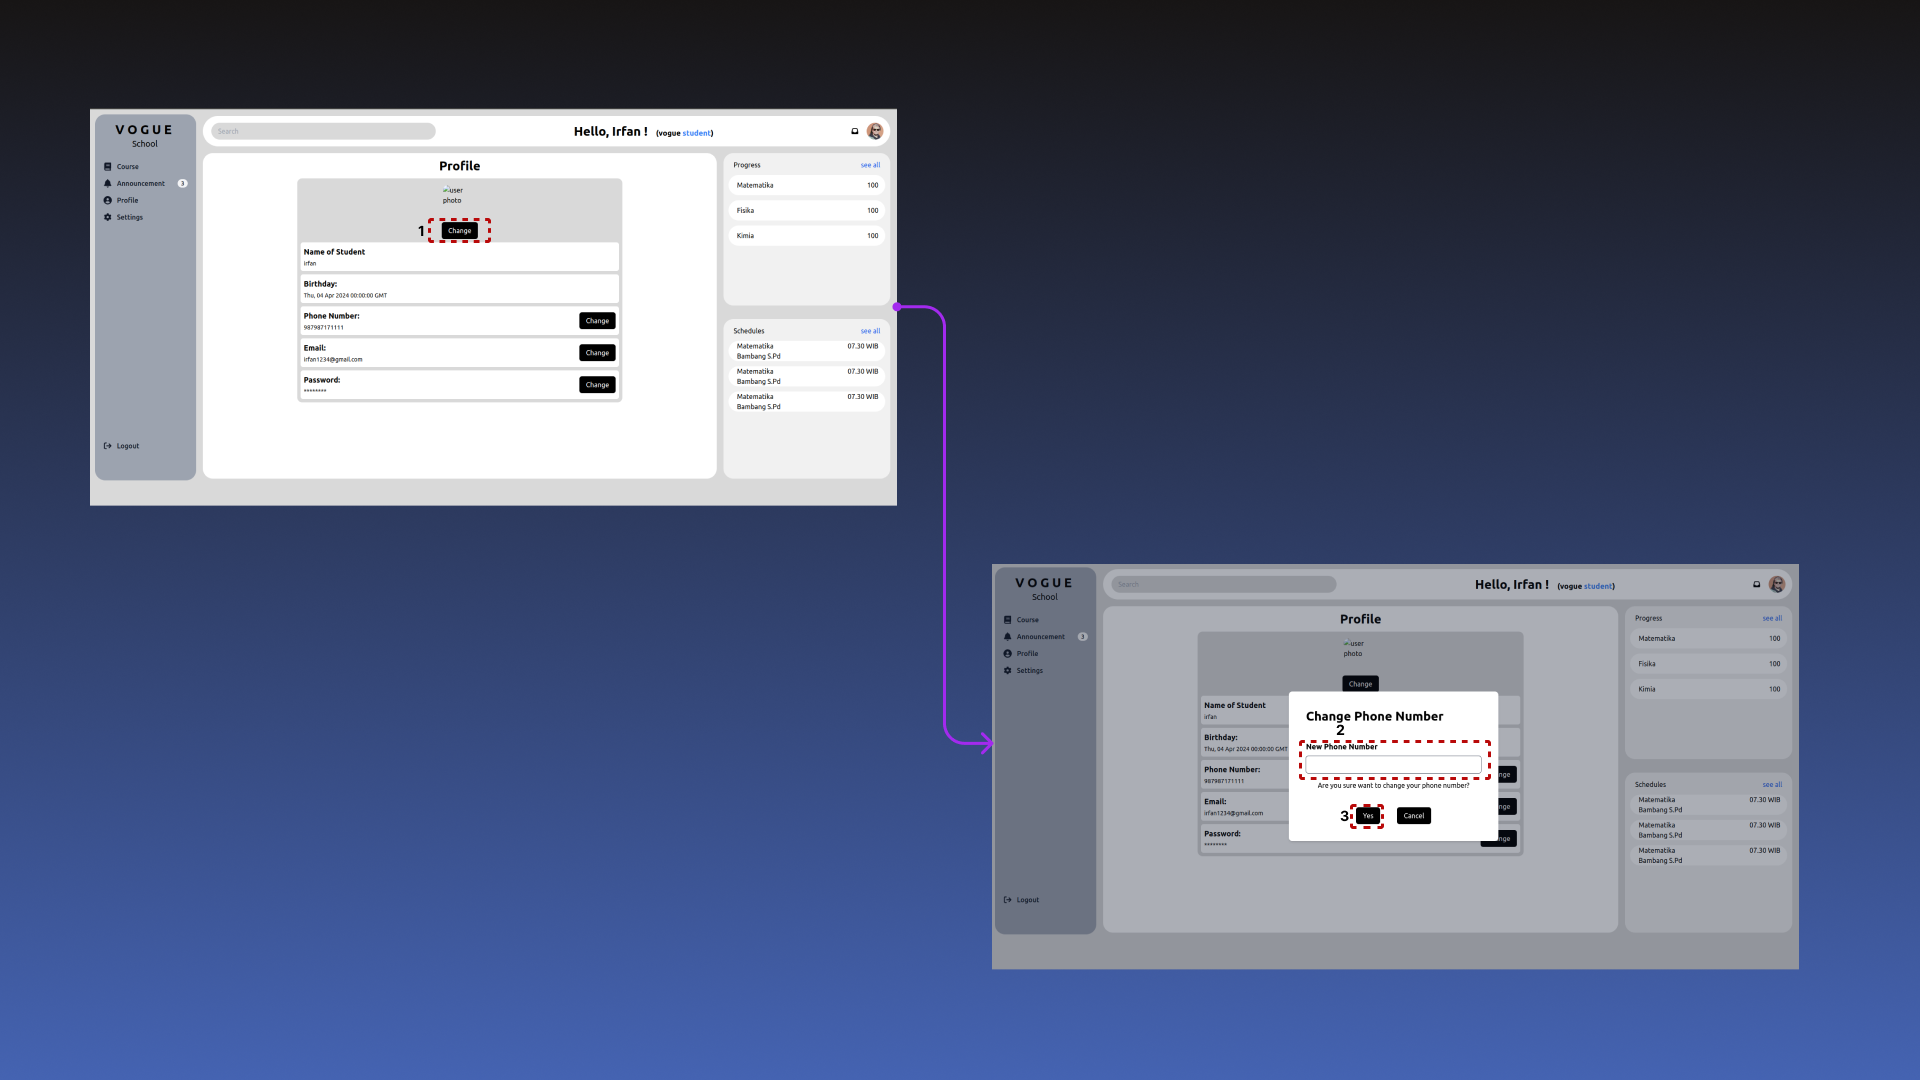 VOGUE
School
Course
Announcement 3
Profile
Settings
Logout
Search
Hello, Irfan ! (vogue student)
Profile
user
photo
1 Change
Name of Student
irfan
Birthday:
Thu, 04 Apr 2024 00:00:00 GMT
Phone Number:
987987171111
Change
Email:
irfan1234@gmail.com
Change
Password:
********
Change
Progress see all
Matematika 100
Fisika 100
Kimia 100
Schedules see all
Matematika 07.30 WIB
Bambang S.Pd
Matematika 07.30 WIB
Bambang S.Pd
Matematika 07.30 WIB
Bambang S.Pd
VOGUE
School
Course
Announcement 3
Profile
Settings
Logout
Search
Hello, Irfan ! (vogue student)
Profile
user
photo
Change
Name of Student
irfan
Birthday:
Thu, 04 Apr 2024 00:00:00 GMT
Phone Number:
987987171111
nge
Email:
irfan1234@gmail.com
nge
Password:
********
nge
Change Phone Number
2
New Phone Number
Are you sure want to change your phone number?
3 Yes Cancel
Progress see all
Matematika 100
Fisika 100
Kimia 100
Schedules see all
Matematika 07.30 WIB
Bambang S.Pd
Matematika 07.30 WIB
Bambang S.Pd
Matematika 07.30 WIB
Bambang S.Pd